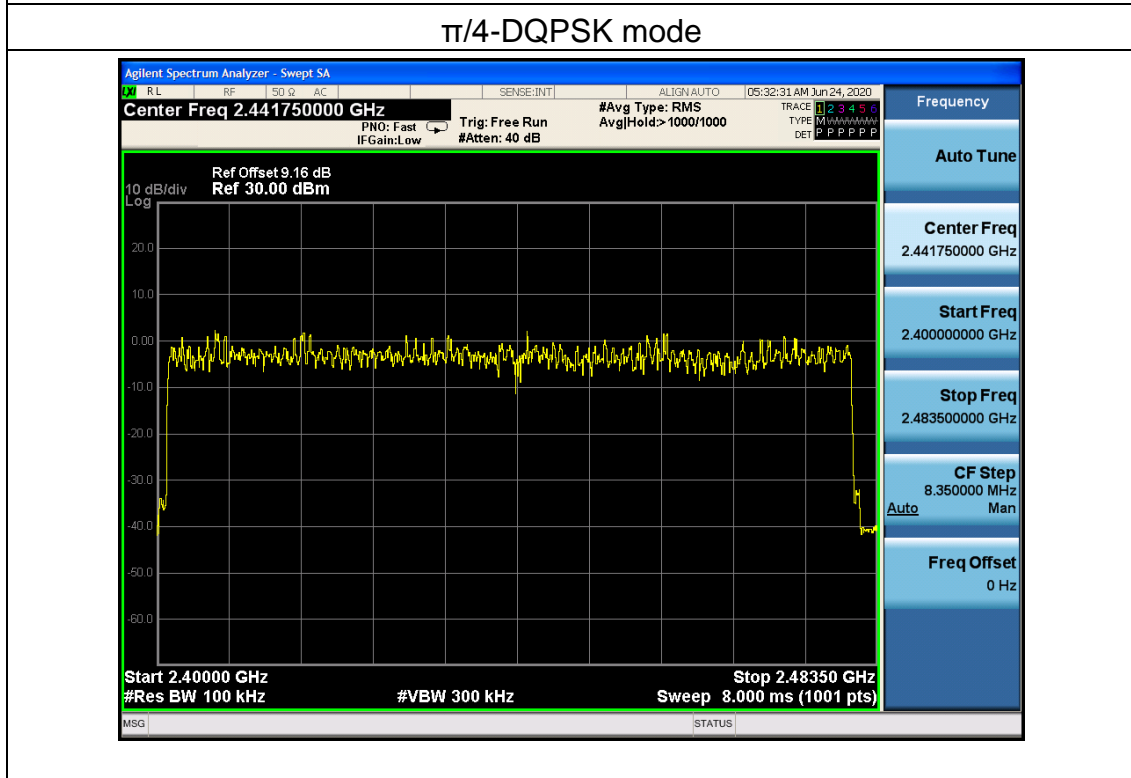 π/4-DQPSK mode
Agilent Spectrum Analyzer - Swept SA
LXI RL RF 50 Ω AC SENSE:INT ALIGN AUTO 05:32:31 AM Jun 24, 2020
Center Freq 2.441750000 GHz
PNO: Fast
IFGain:Low
Trig: Free Run
#Atten: 40 dB
#Avg Type: RMS
Avg|Hold:>1000/1000
TRACE 1 2 3 4 5 6
TYPE M WWWWW
DET P P P P P P
Frequency
Auto Tune
Center Freq
2.441750000 GHz
Start Freq
2.400000000 GHz
Stop Freq
2.483500000 GHz
CF Step
8.350000 MHz
Auto Man
Freq Offset
0 Hz
Ref Offset 9.16 dB
10 dB/div Ref 30.00 dBm
Log
20.0
10.0
0.00
-10.0
-20.0
-30.0
-40.0
-50.0
-60.0
Start 2.40000 GHz Stop 2.48350 GHz
#Res BW 100 kHz #VBW 300 kHz Sweep 8.000 ms (1001 pts)
MSG STATUS